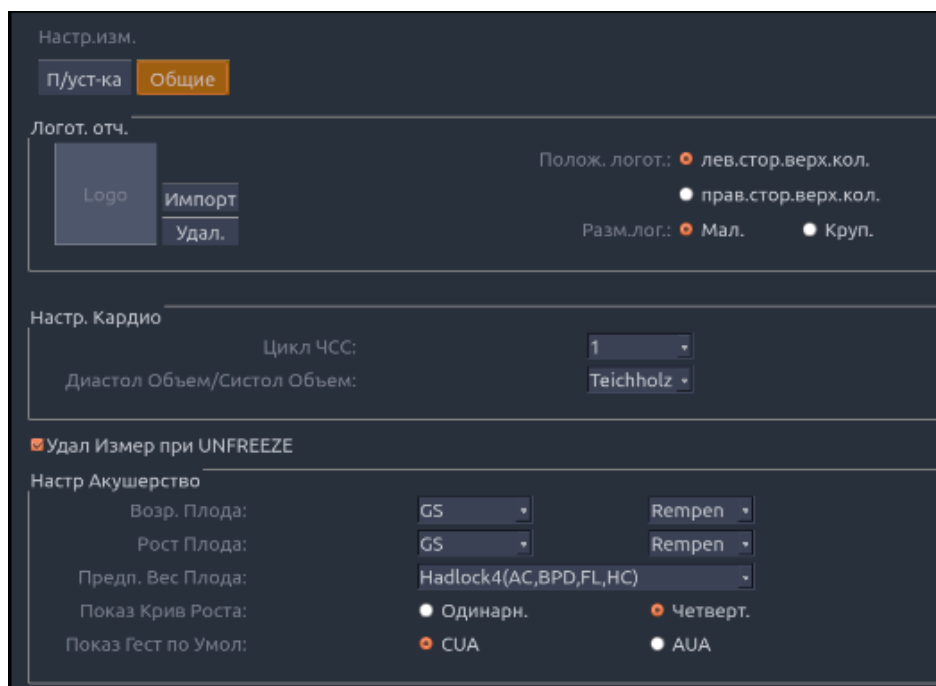 Настр.изм.
П/уст-ка Общие
Логот. отч.
Logo Импорт Удал.
Полож. логот.: лев.стор.верх.кол.
прав.стор.верх.кол.
Разм.лог.: Мал. Круп.
Настр. Кардио
Цикл ЧСС: 1
Диастол Объем/Систол Объем: Teichholz
Удал Измер при UNFREEZE
Настр Акушерство
Возр. Плода: GS Rempen
Рост Плода: GS Rempen
Предп. Вес Плода: Hadlock4(AC,BPD,FL,HC)
Показ Крив Роста: Одинарн. Четверт.
Показ Гест по Умол: CUA AUA